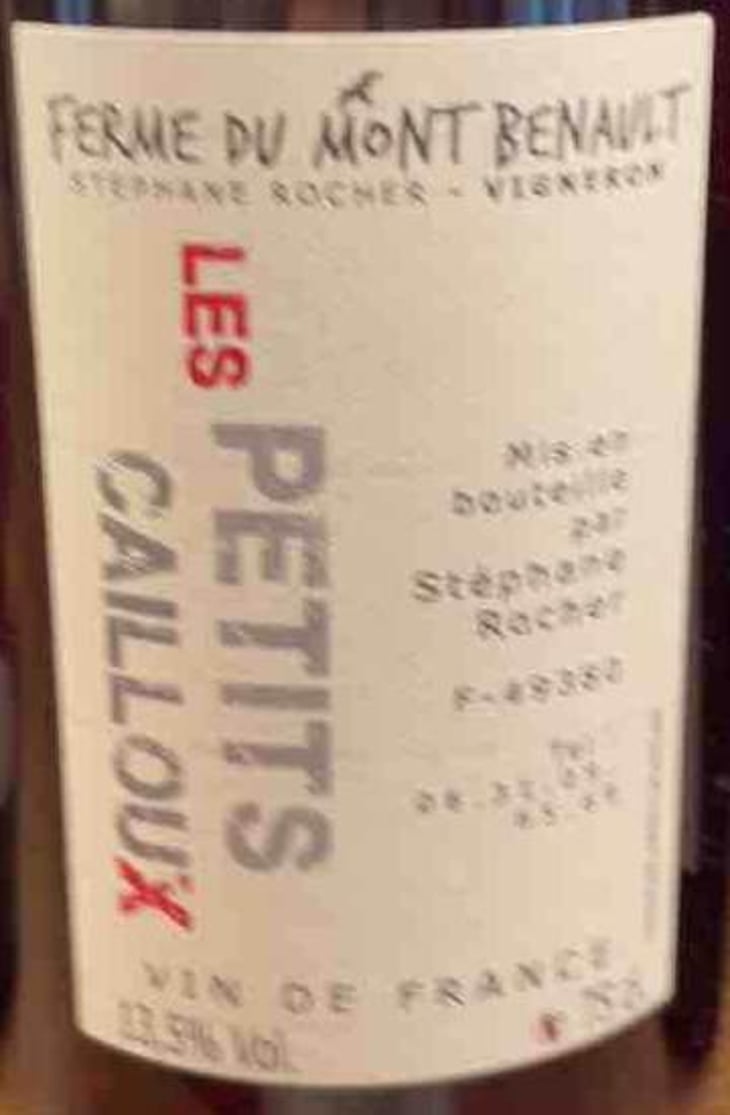 FERME DU MONT BENAULT
STÉPHANE ROCHER - VIGNERON
LES
PETITS
CAILLOUX
Mis en
bouteille
par
Stéphane
Rocher
Tél
VIN DE FRANCE
13,5% Vol.